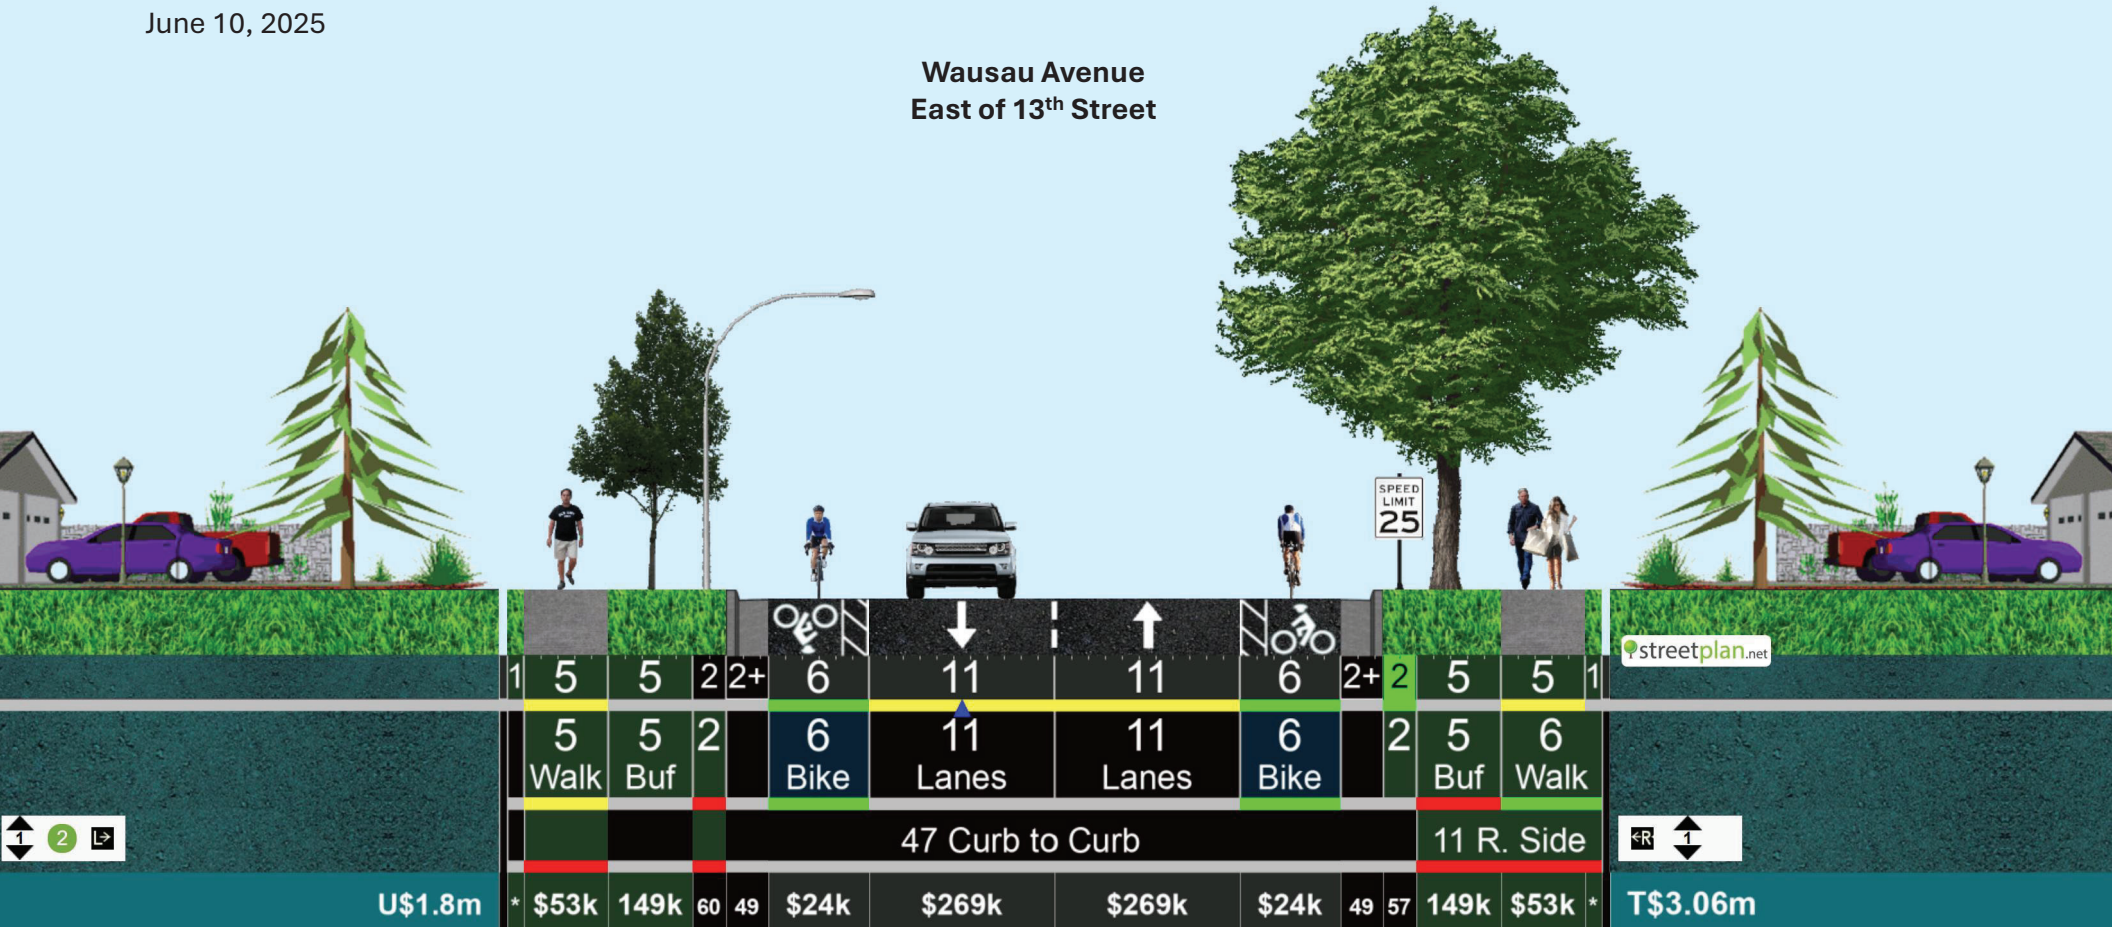 June 10, 2025
Wausau Avenue
East of 13th Street
SPEED
LIMIT
25
streetplan.net
1 5 5 2 2+ 6 11 11 6 2+ 2 5 5 1
5 5 2 6 11 11 6 2 5 6
Walk Buf Bike Lanes Lanes Bike Buf Walk
1 2 L→ 47 Curb to Curb 11 R. Side ←R 1
U$1.8m * $53k 149k 60 49 $24k $269k $269k $24k 49 57 149k $53k * T$3.06m